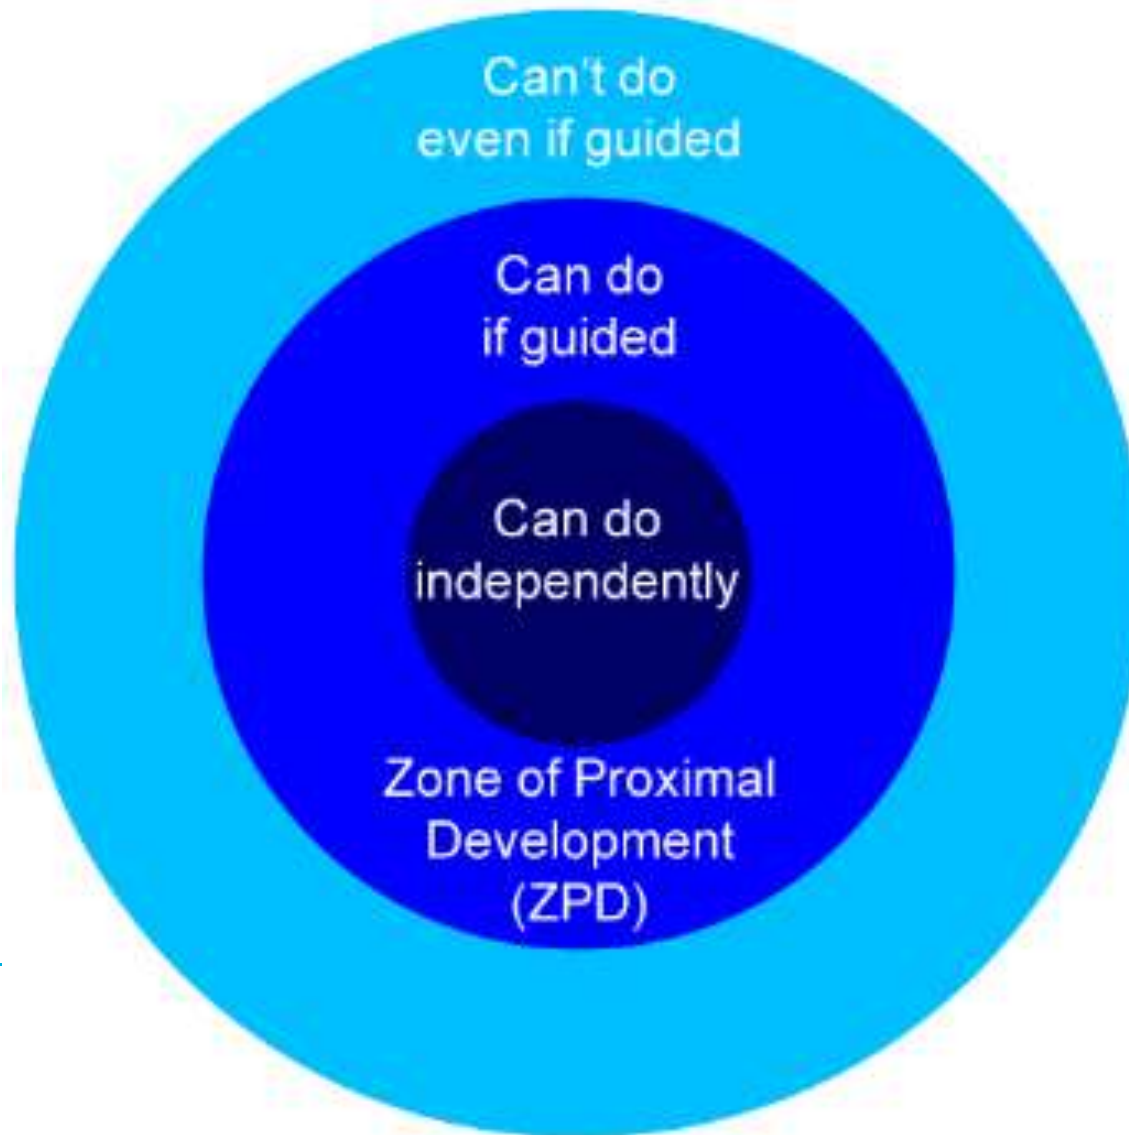 Can't do
even if guided
Can do
if guided
Can do
independently
Zone of Proximal
Development
(ZPD)